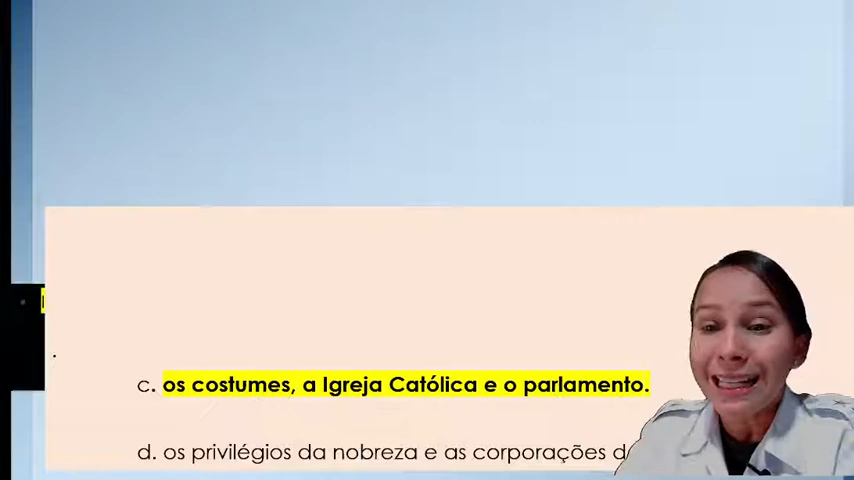 c. os costumes, a Igreja Católica e o parlamento.
d. os privilégios da nobreza e as corporações